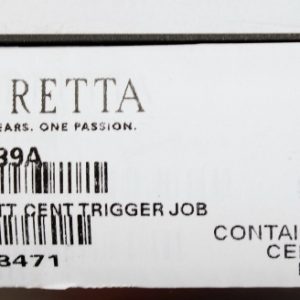 RETTA
EARS. ONE PASSION.
39A
TT CENT TRIGGER JOB
CONTAI
CE
3471